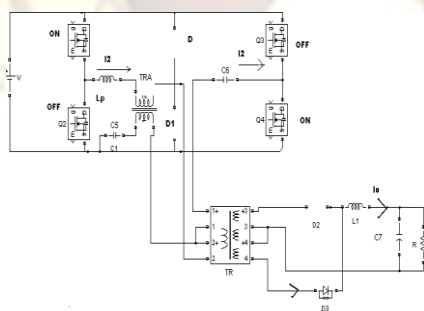 ON
D
Q3
OFF
I2
I2
C6
TRA
V
Lp
OFF
Q2
C5
D1
Q4
ON
C1
Io
1+
+3
1
3
2+
+4
2
4
D2
L1
C7
R
TR
D3